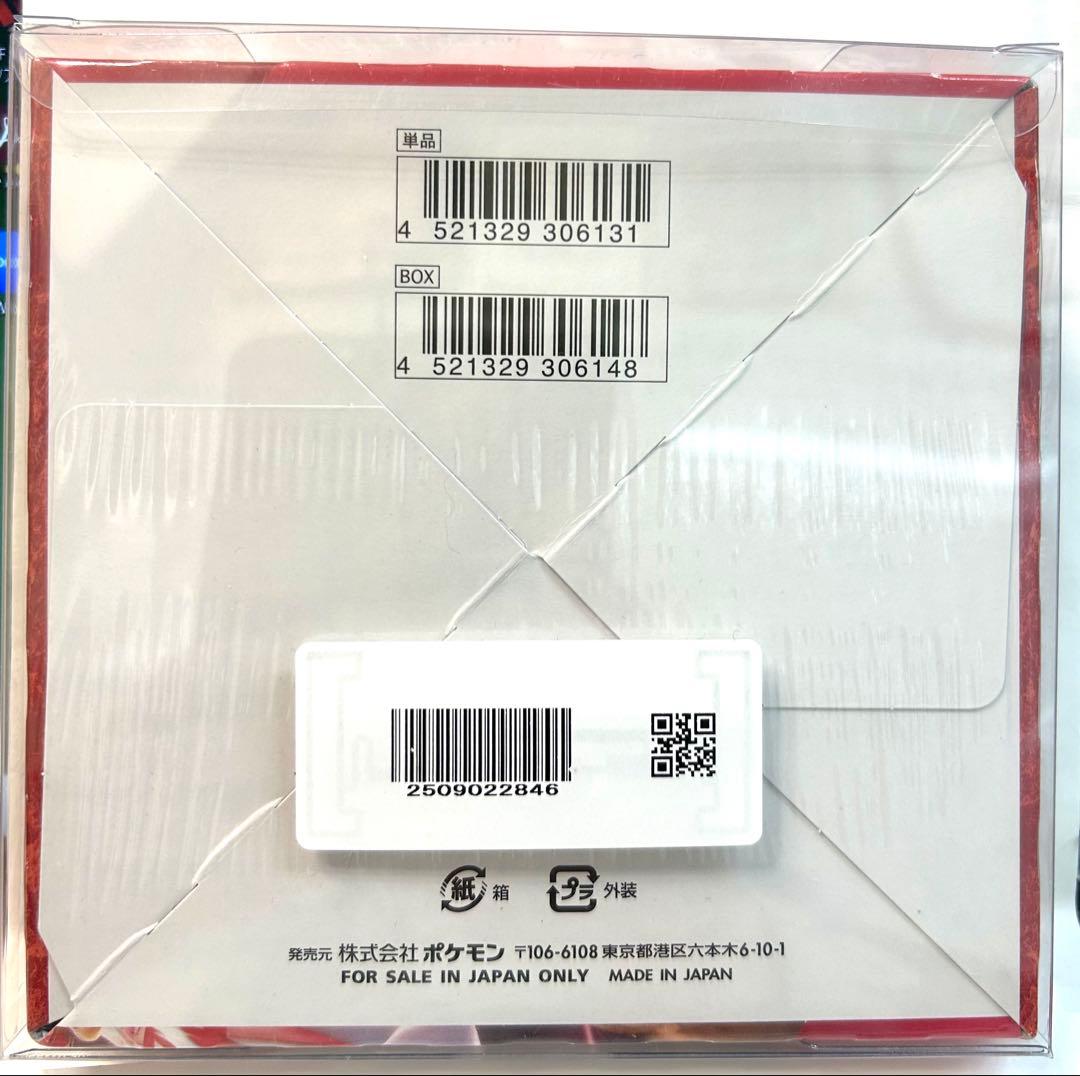 単品
4 521329 306131
BOX
4 521329 306148
2509022846
紙 箱 プラ 外装
発売元 株式会社 ポケモン 〒106-6108 東京都港区六本木6-10-1
FOR SALE IN JAPAN ONLY MADE IN JAPAN